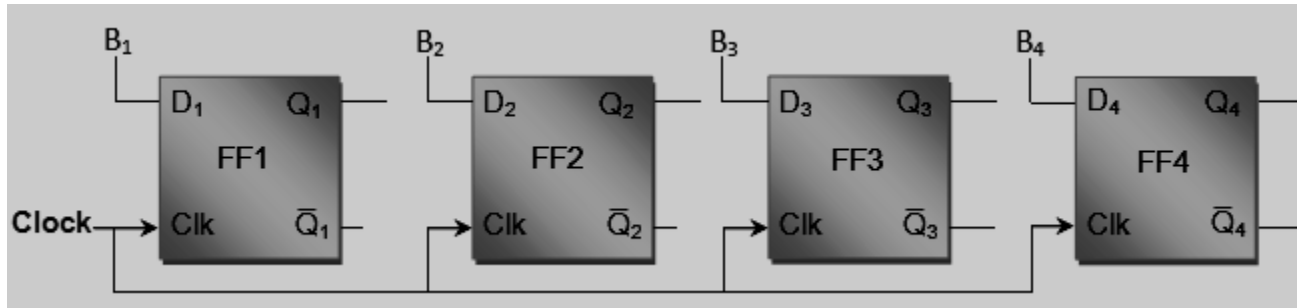 B₁ B₂ B₃ B₄
D₁ Q₁ D₂ Q₂ D₃ Q₃ D₄ Q₄
FF1 FF2 FF3 FF4
Clock Clk Q̅₁ Clk Q̅₂ Clk Q̅₃ Clk Q̅₄